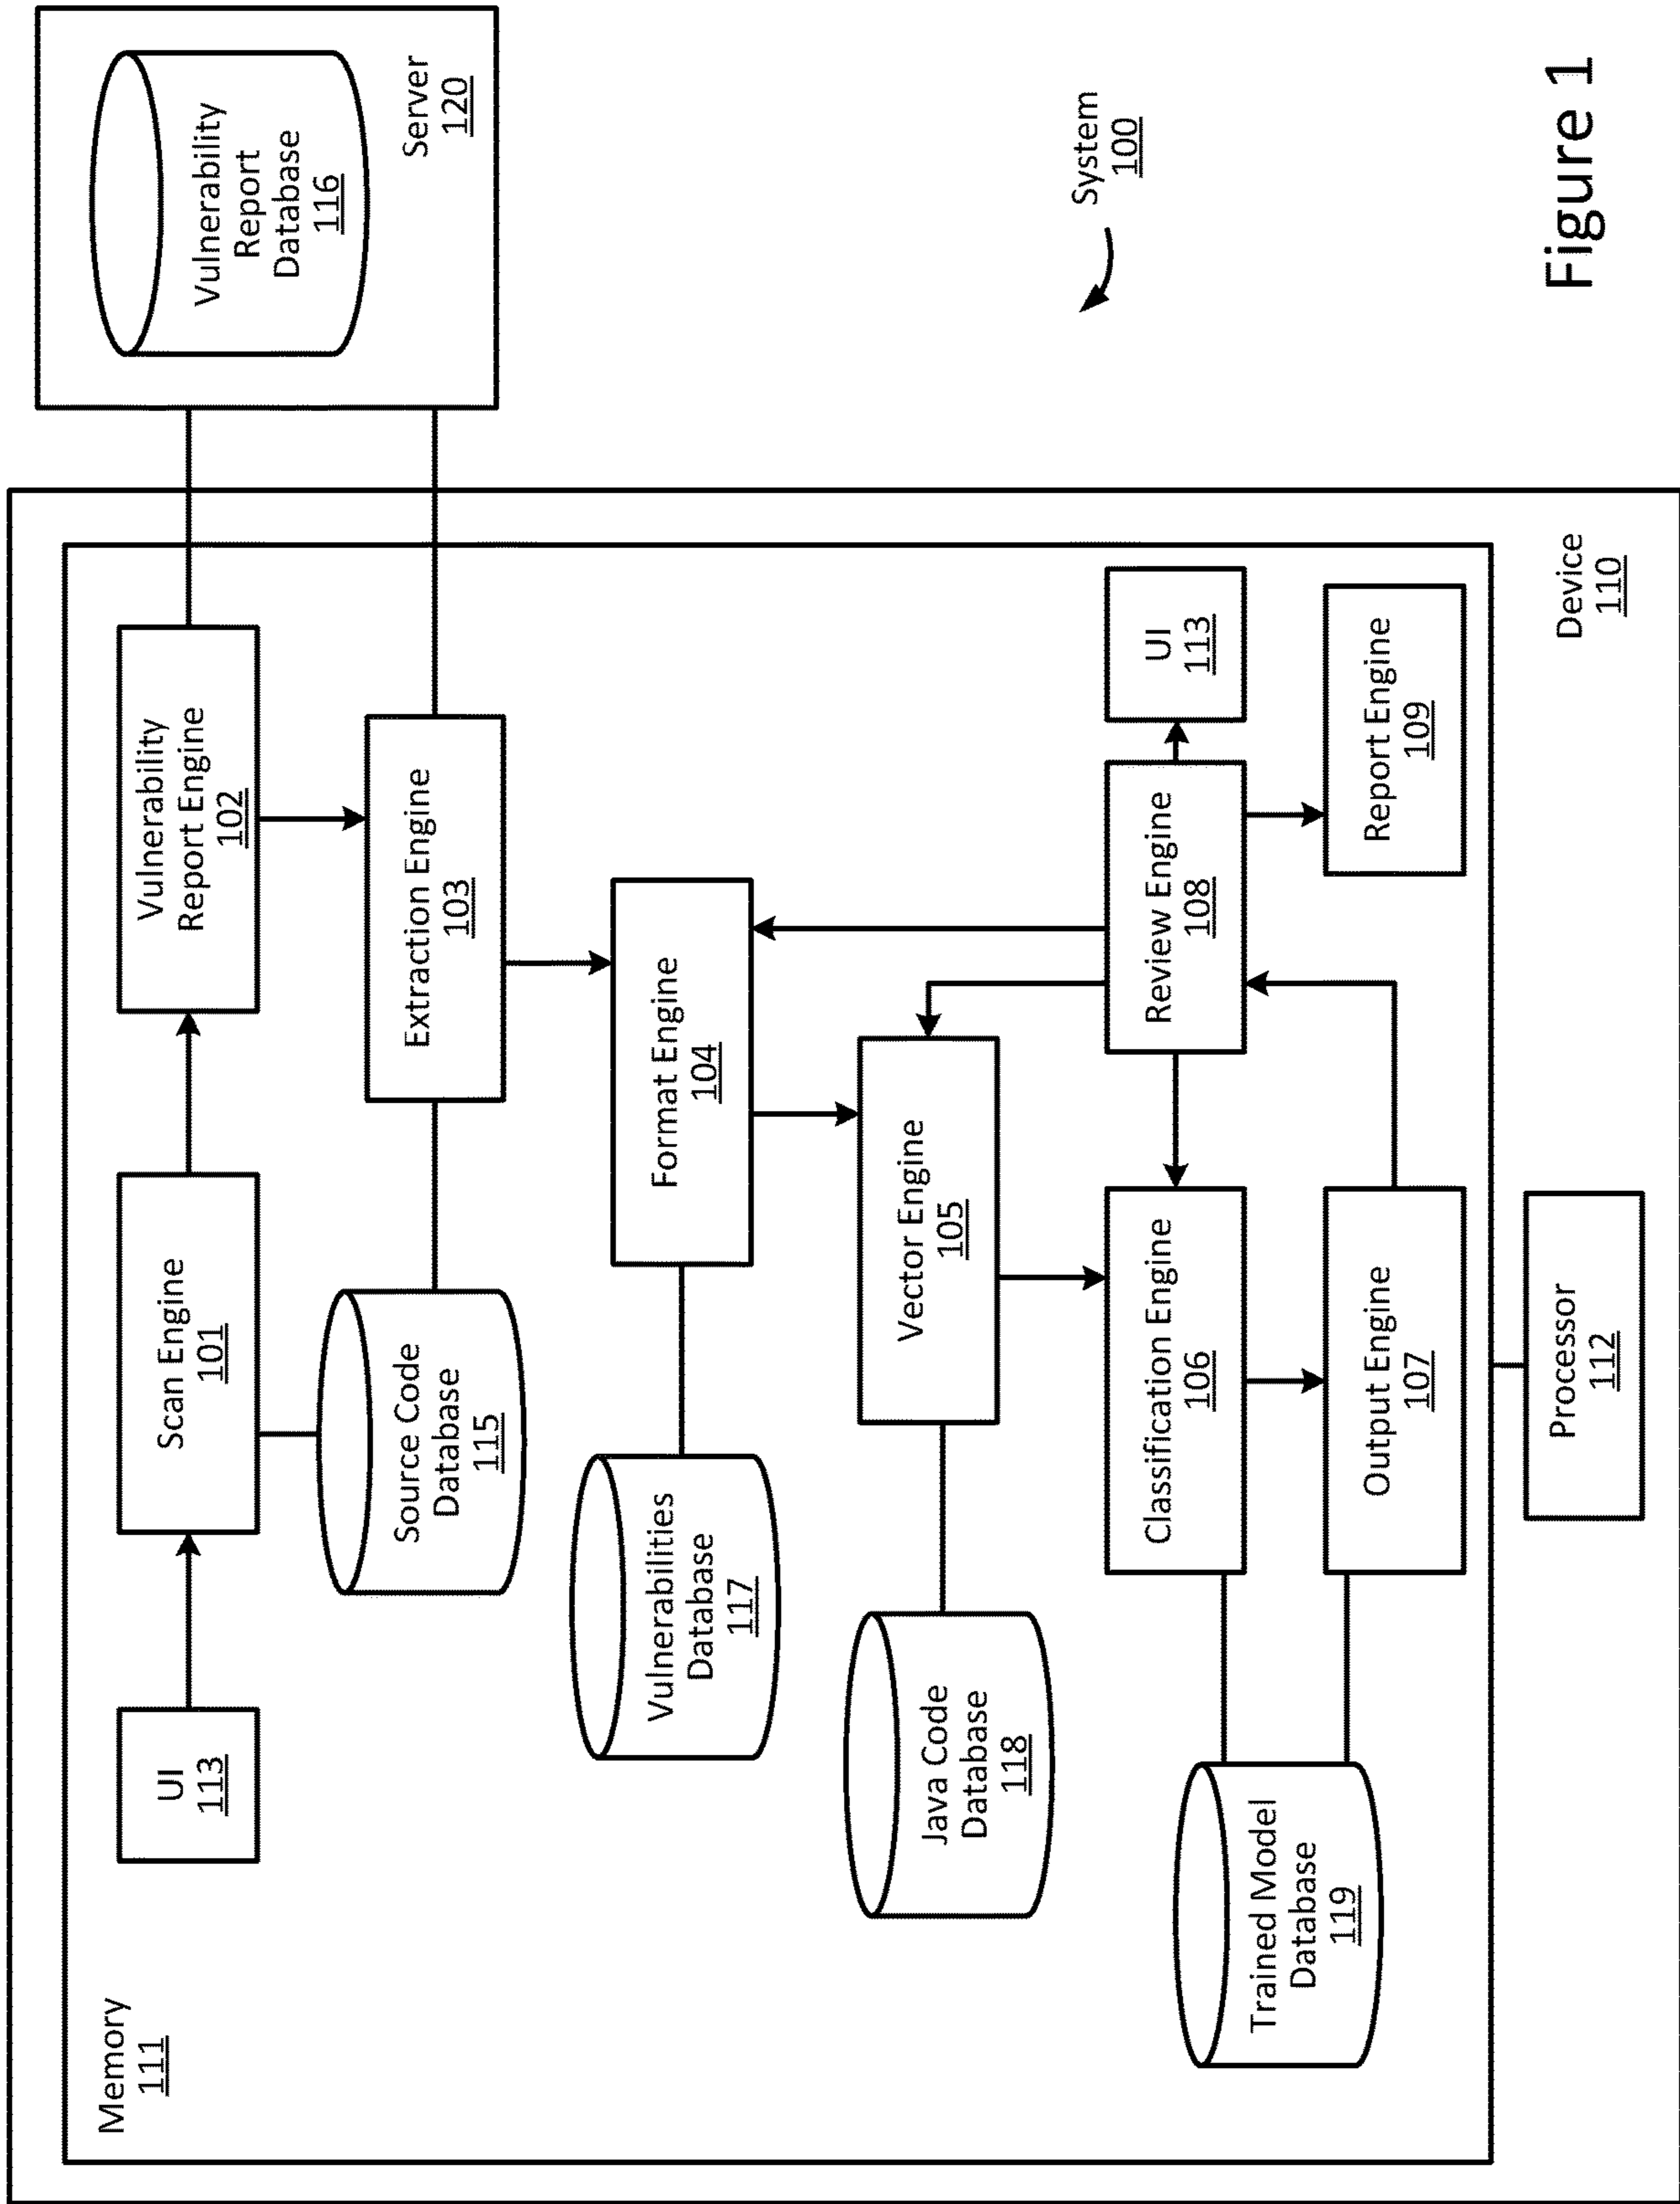 Memory
111
UI
113
Scan Engine
101
Vulnerability
Report Engine
102
Vulnerability
Report
Database
116
Server
120
Source Code
Database
115
Extraction Engine
103
Vulnerabilities
Database
117
Format Engine
104
Java Code
Database
118
Vector Engine
105
Trained Model
Database
119
Classification Engine
106
Review Engine
108
UI
113
Output Engine
107
Report Engine
109
Processor
112
Device
110
System
100
Figure 1